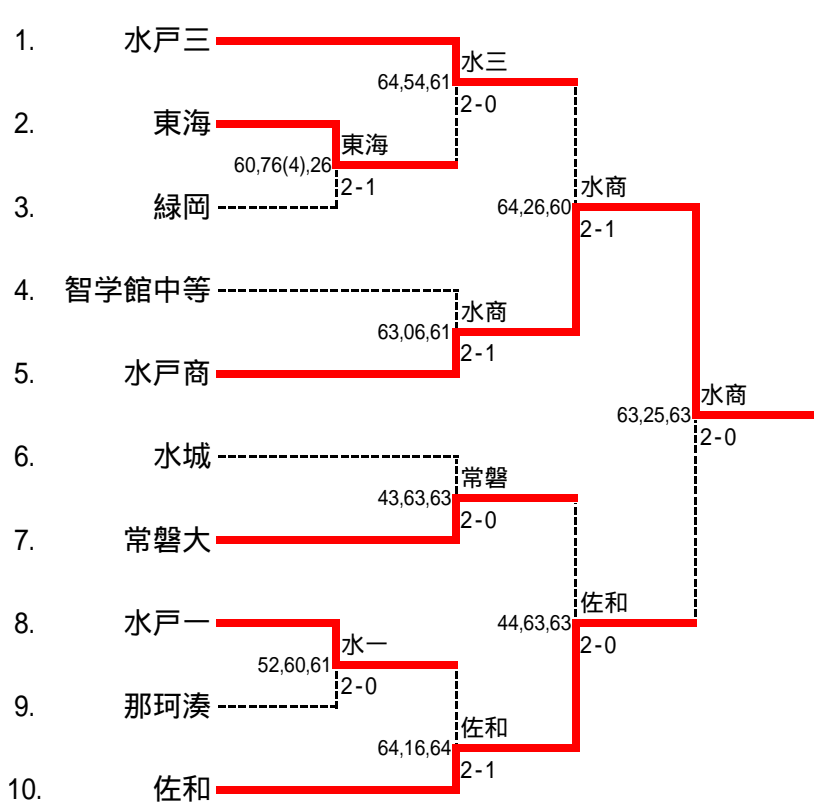 1. 水戸三
水三
64,54,61
2-0
2. 東海
東海
60,76(4),26
2-1
水商
3. 緑岡
64,26,60
2-1
4. 智学館中等
水商
63,06,61
2-1
5. 水戸商
水商
63,25,63
2-0
6. 水城
常磐
43,63,63
2-0
7. 常磐大
佐和
8. 水戸一
44,63,63
2-0
水一
52,60,61
2-0
9. 那珂湊
佐和
64,16,64
2-1
10. 佐和